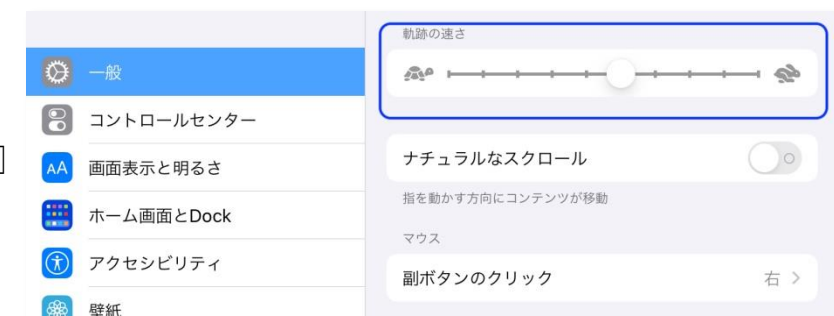 一般
コントロールセンター
AA 画面表示と明るさ
ホーム画面とDock
アクセシビリティ
壁紙
軌跡の速さ
ナチュラルなスクロール
指を動かす方向にコンテンツが移動
マウス
副ボタンのクリック 右 >